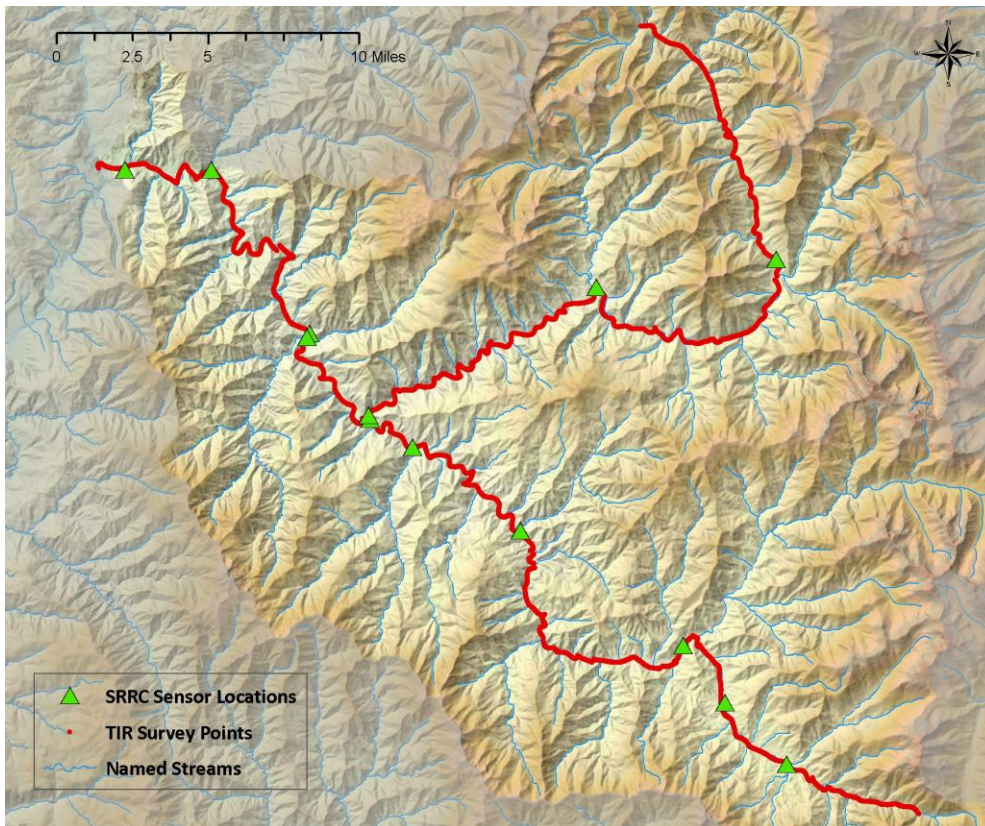 N
W E
S
0 2.5 5 10 Miles
SRRC Sensor Locations
TIR Survey Points
Named Streams